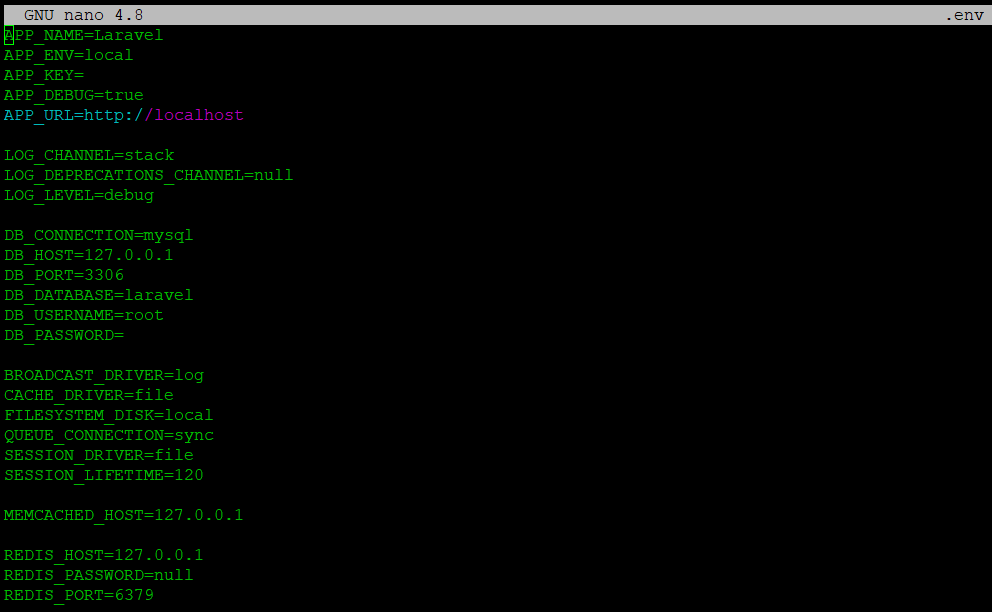 GNU nano 4.8 .env
APP_NAME=Laravel
APP_ENV=local
APP_KEY=
APP_DEBUG=true
APP_URL=http://localhost
LOG_CHANNEL=stack
LOG_DEPRECATIONS_CHANNEL=null
LOG_LEVEL=debug
DB_CONNECTION=mysql
DB_HOST=127.0.0.1
DB_PORT=3306
DB_DATABASE=laravel
DB_USERNAME=root
DB_PASSWORD=
BROADCAST_DRIVER=log
CACHE_DRIVER=file
FILESYSTEM_DISK=local
QUEUE_CONNECTION=sync
SESSION_DRIVER=file
SESSION_LIFETIME=120
MEMCACHED_HOST=127.0.0.1
REDIS_HOST=127.0.0.1
REDIS_PASSWORD=null
REDIS_PORT=6379